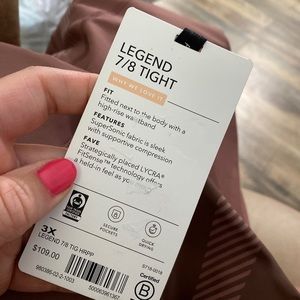 LEGEND
7/8 TIGHT
WHY WE LOVE IT
FIT
Fitted next to the body with a
high-rise waistband
FEATURES
SuperSonic fabric is sleek
with supportive compression
FAVE
Strategically placed LYCRA®
FitSense™ technology offers
a held-in feel as you
SECURE
POCKETS
QUICK
DRYING
3X
LEGEND 7/8 TIG HRPP
$109.00
Certified
B